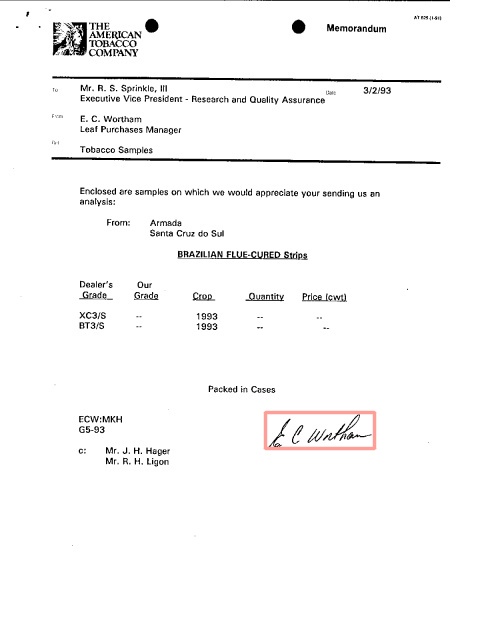 AT 025 (1-91)
THE
AMERICAN
TOBACCO
COMPANY
Memorandum
To Mr. R. S. Sprinkle, III Date 3/2/93
Executive Vice President - Research and Quality Assurance
From E. C. Wortham
Leaf Purchases Manager
Tobacco Samples
Enclosed are samples on which we would appreciate your sending us an
analysis:
From: Armada
Santa Cruz do Sul
BRAZILIAN FLUE-CURED Strips
Dealer's Our
Grade Grade Crop Quantity Price (cwt)
XC3/S -- 1993 -- --
BT3/S -- 1993 -- --
Packed in Cases
ECW:MKH
G5-93
E C Wortham
c: Mr. J. H. Hager
Mr. R. H. Ligon